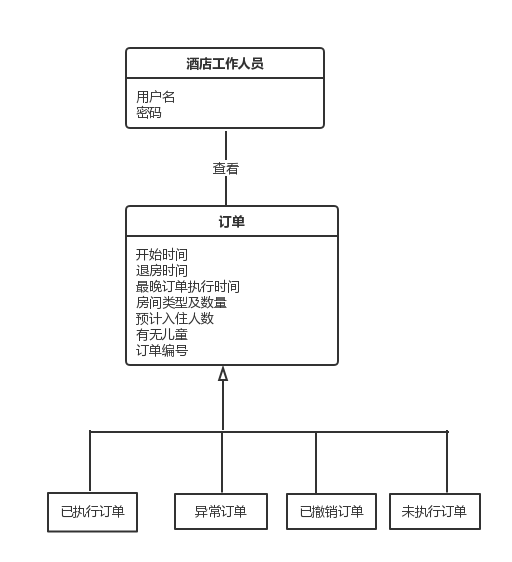 酒店工作人员
用户名
密码
查看
订单
开始时间
退房时间
最晚订单执行时间
房间类型及数量
预计入住人数
有无儿童
订单编号
已执行订单
异常订单
已撤销订单
未执行订单